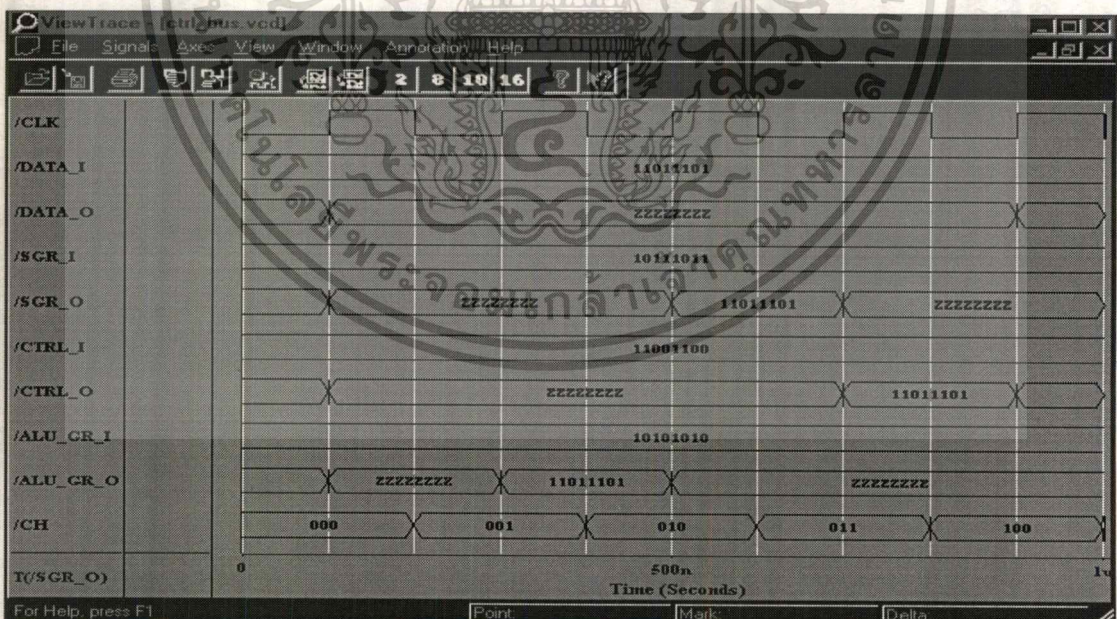 ViewTrace - [ctrl_bus.vcd]
File Signals Axes View Window Annotation Help
2 8 10 16
/CLK
/DATA_I 11011101
/DATA_O ZZZZZZZZ
/SGR_I 10111011
/SGR_O ZZZZZZZZ 11011101 ZZZZZZZZ
/CTRL_I 11001100
/CTRL_O ZZZZZZZZ 11011101
/ALU_GR_I 10101010
/ALU_GR_O ZZZZZZZZ 11011101 ZZZZZZZZ
/CH 000 001 010 011 100
T(/SGR_O) 0 500n 1u
Time (Seconds)
For Help, press F1 Point: Mark: Delta: